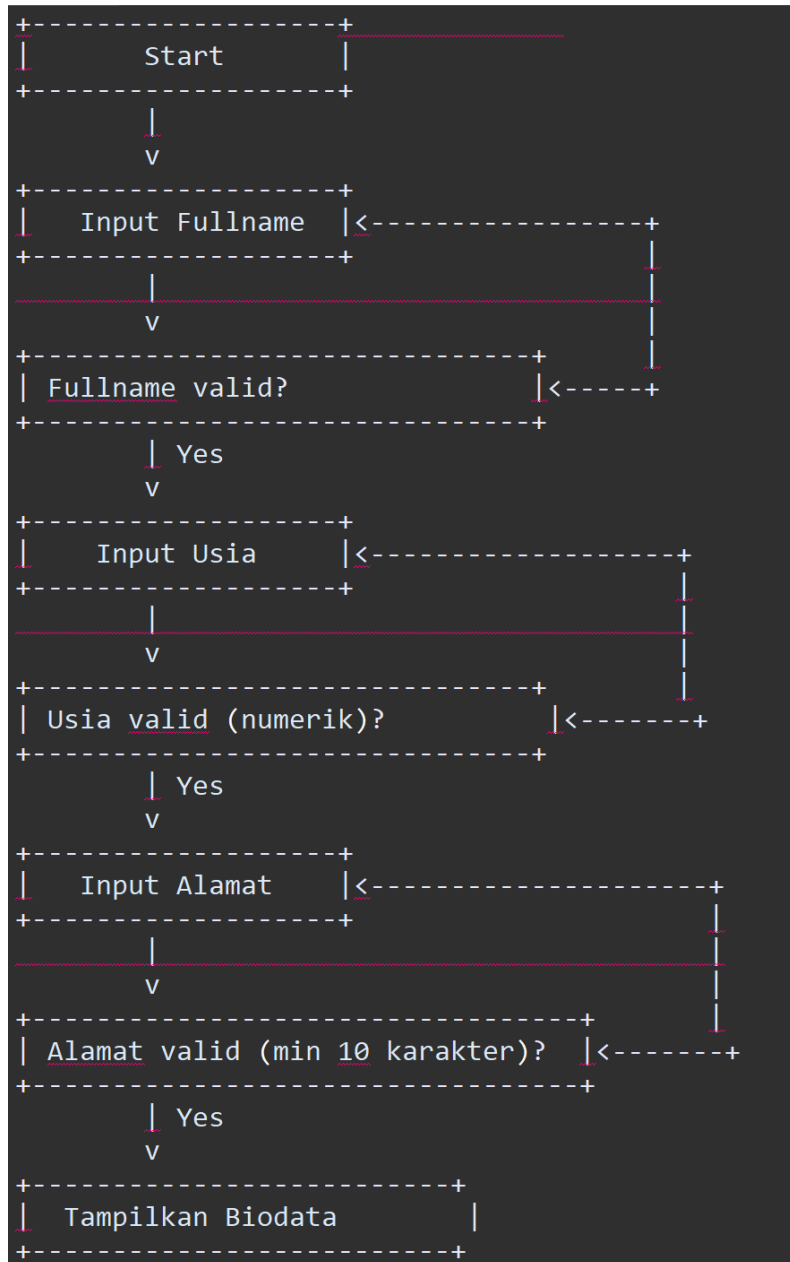 +-------------------+
|       Start       |
+-------------------+
        |
        v
+-------------------+
|   Input Fullname  |<-----------------+
+-------------------+                  |
        |                              |
        v                              |
+-------------------------------+      |
| Fullname valid?               |<-----+
+-------------------------------+
        | Yes
        v
+-------------------+
|    Input Usia     |<-------------------+
+-------------------+                    |
        |                                |
        v                                |
+-------------------------------+        |
| Usia valid (numerik)?          |<-------+
+-------------------------------+
        | Yes
        v
+-------------------+
|   Input Alamat    |<---------------------+
+-------------------+                      |
        |                                  |
        v                                  |
+----------------------------------+       |
| Alamat valid (min 10 karakter)?  |<-------+
+----------------------------------+
        | Yes
        v
+--------------------------+
|  Tampilkan Biodata        |
+--------------------------+